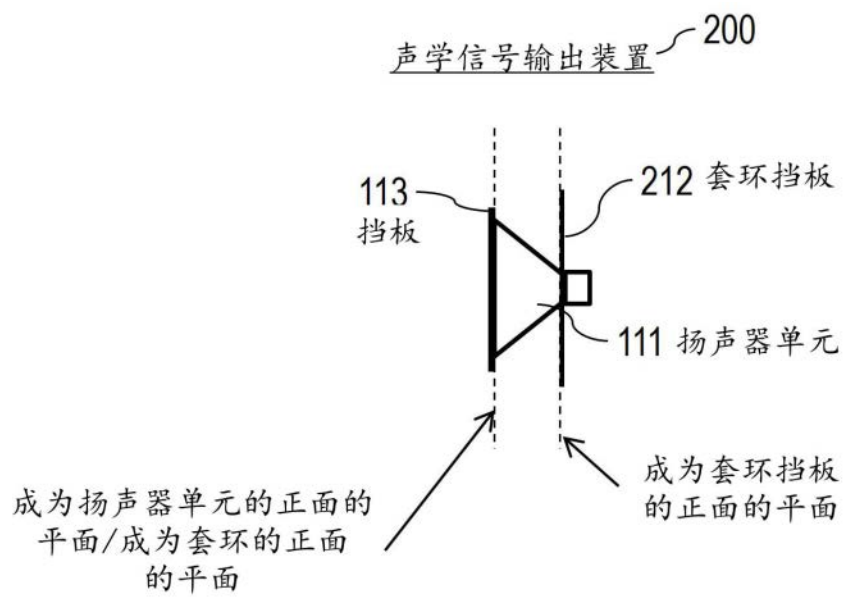 声学信号输出装置 200
113
挡板
212 套环挡板
111 扬声器单元
成为扬声器单元的正面的
平面/成为套环的正面
的平面
成为套环挡板
的正面的平面